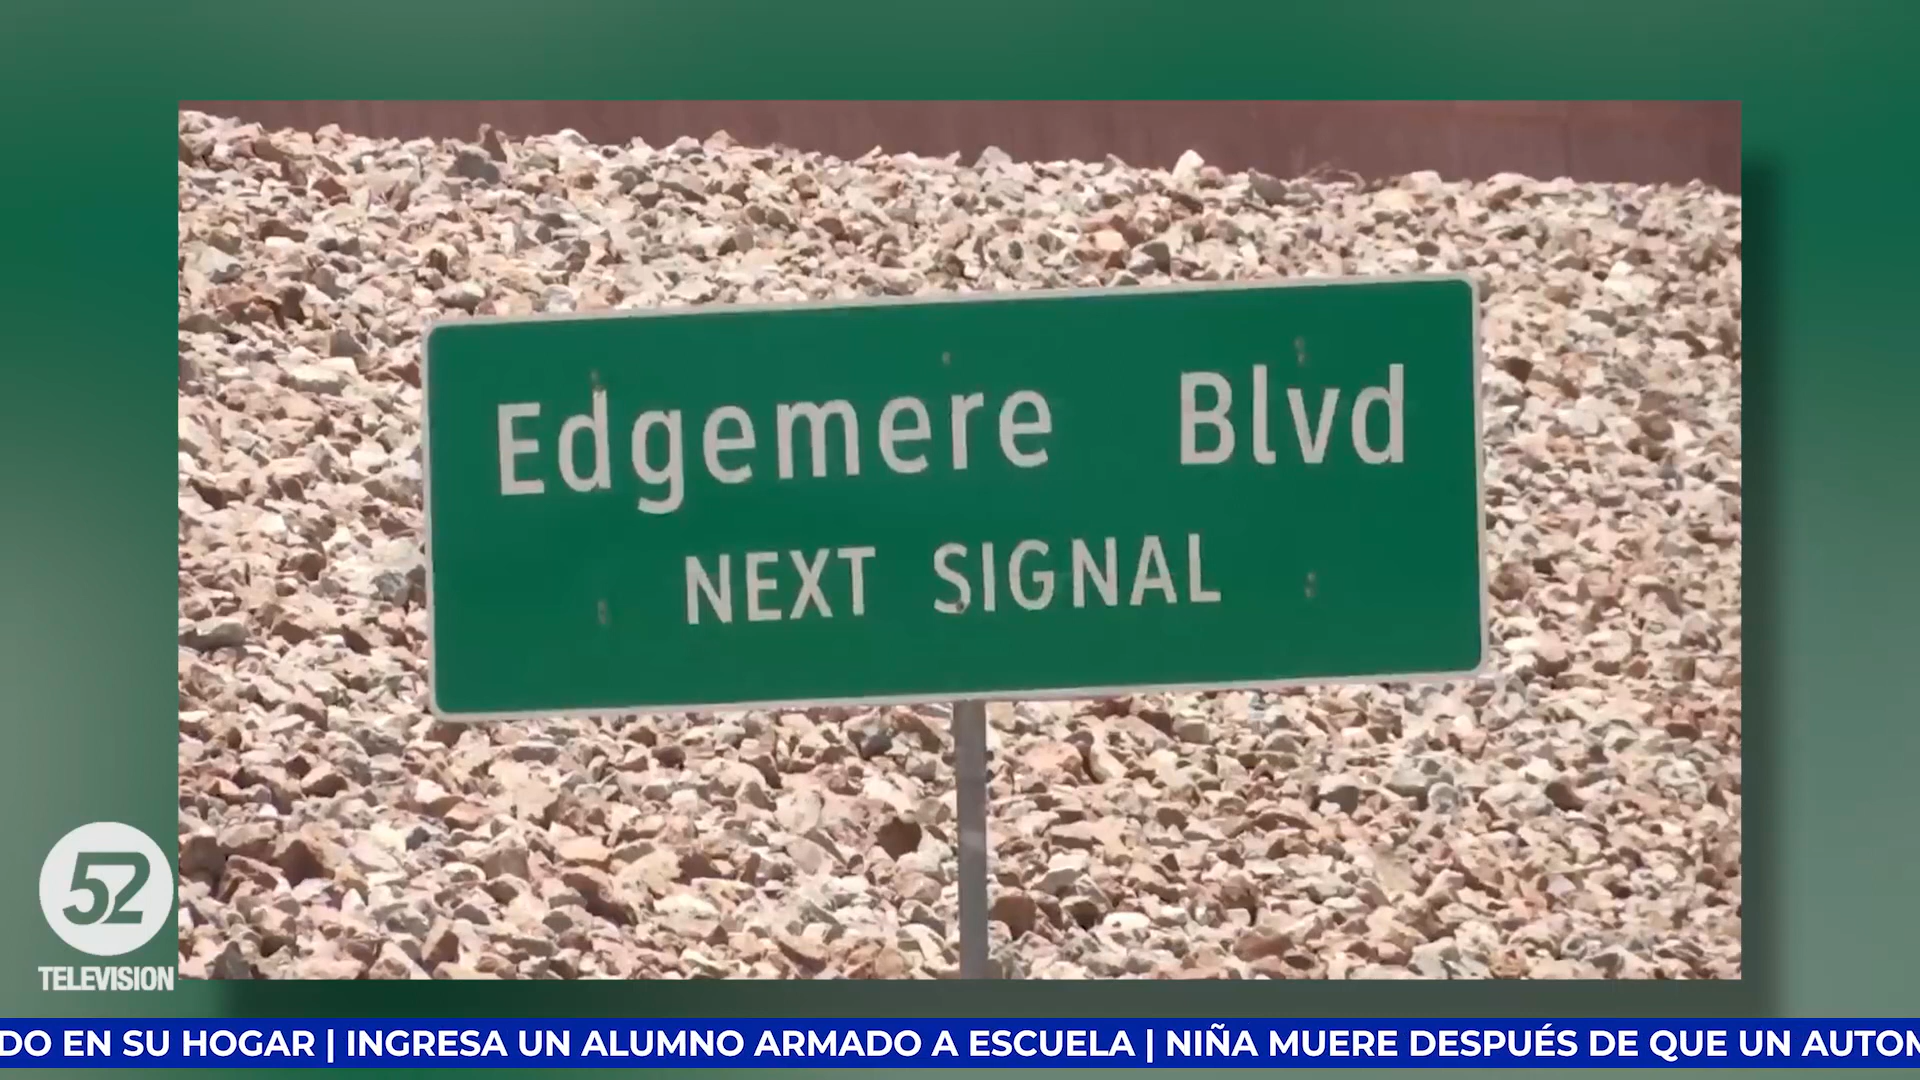 Edgemere Blvd
NEXT SIGNAL
52
TELEVISION
DO EN SU HOGAR | INGRESA UN ALUMNO ARMADO A ESCUELA | NIÑA MUERE DESPUÉS DE QUE UN AUTOM